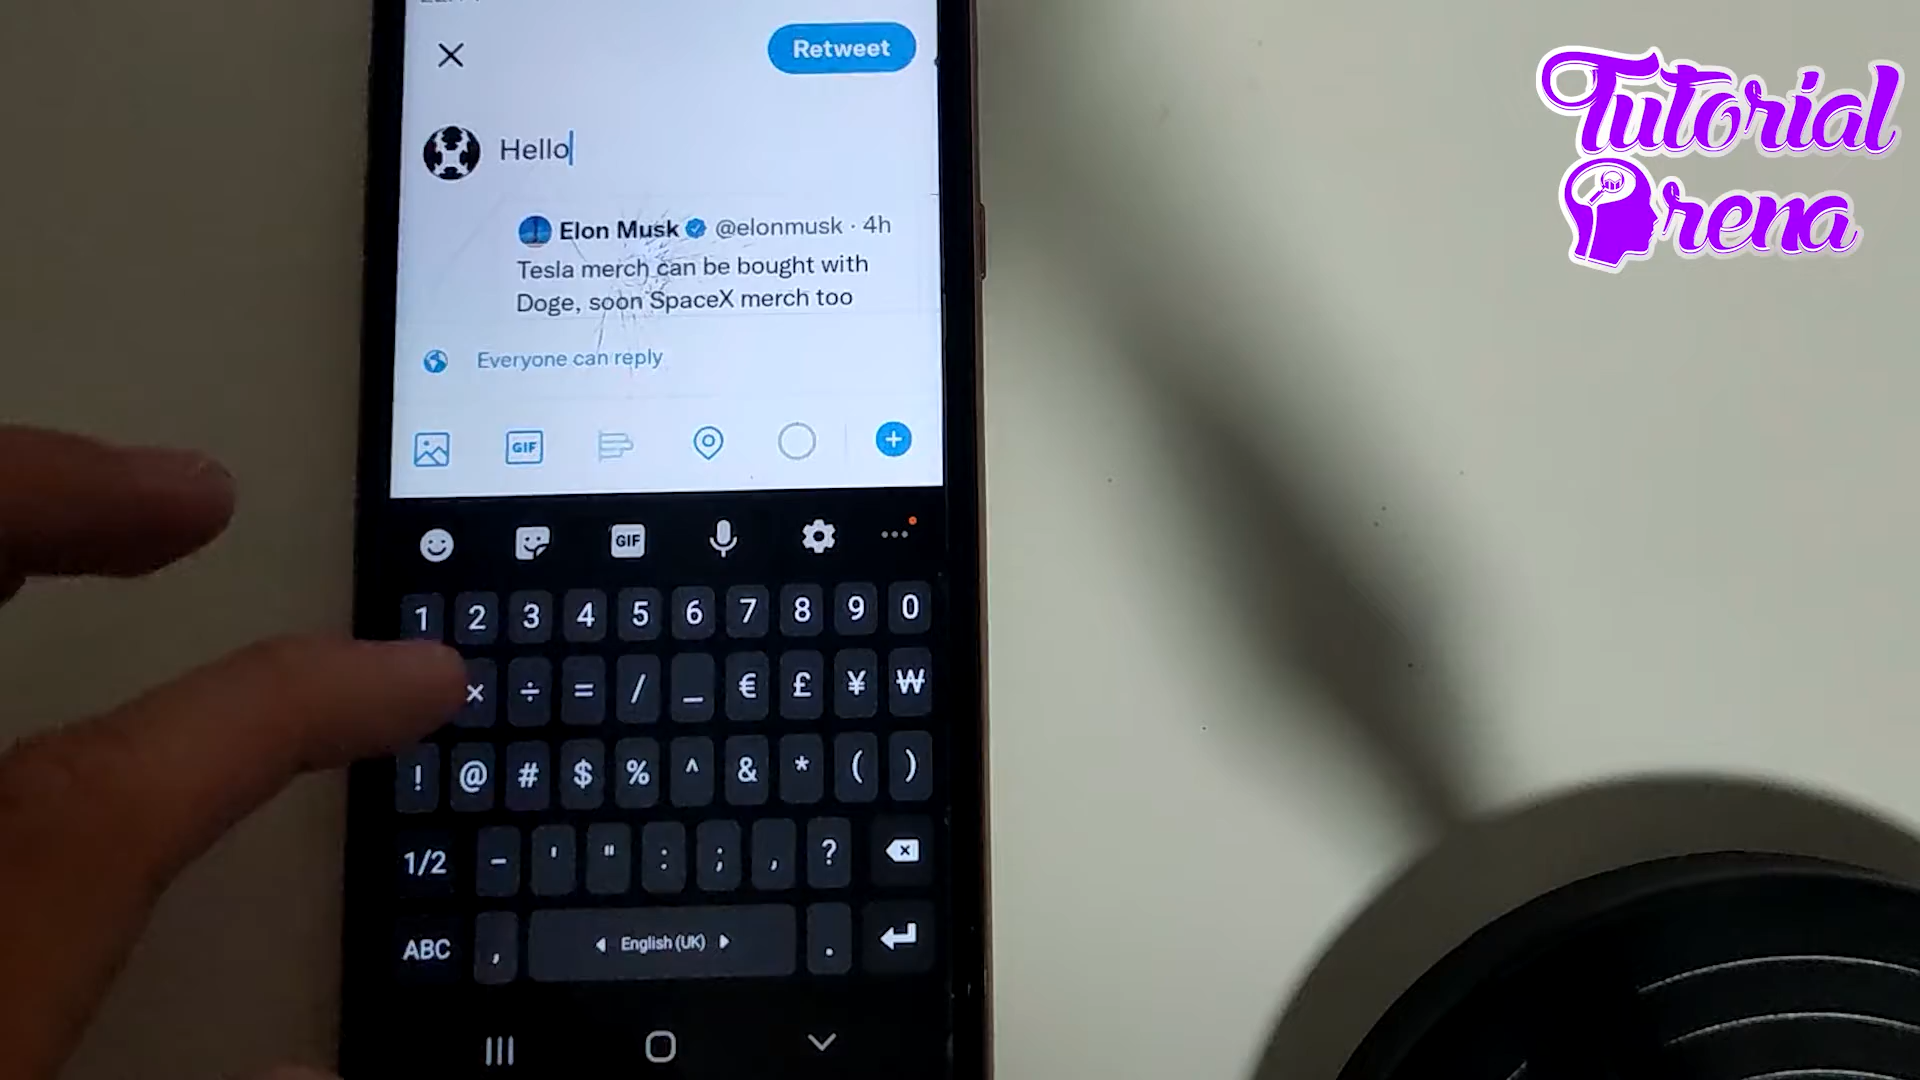 Retweet
Hello
Elon Musk @elonmusk · 4h
Tesla merch can be bought with
Doge, soon SpaceX merch too
Everyone can reply
GIF
GIF
1 2 3 4 5 6 7 8 9 0
× ÷ = / _ € £ ¥ ₩
! @ # $ % ^ & * ( )
1/2 - ' " : ; , ?
ABC , English (UK) .
Tutorial
Arena